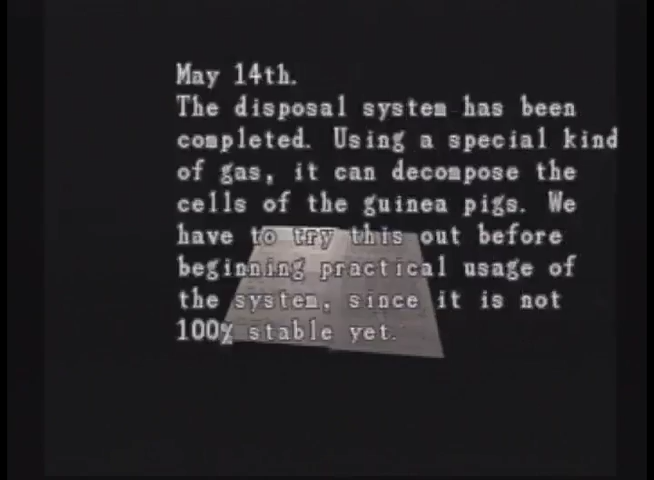 May 14th.
The disposal system has been
completed. Using a special kind
of gas, it can decompose the
cells of the guinea pigs. We
have to try this out before
beginning practical usage of
the system, since it is not
100% stable yet.